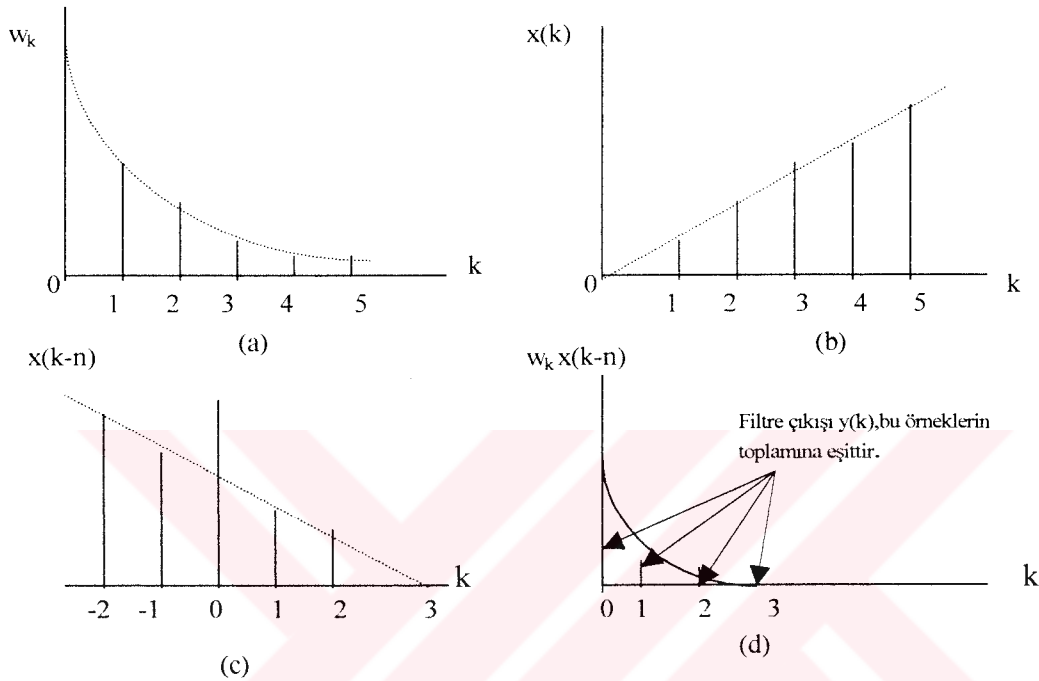 w_k
0
1 2 3 4 5
k
(a)
x(k)
0
1 2 3 4 5
k
(b)
x(k-n)
-2 -1 0 1 2 3
k
(c)
w_k x(k-n)
Filtre çıkışı y(k),bu örneklerin
toplamına eşittir.
0 1 2 3
k
(d)